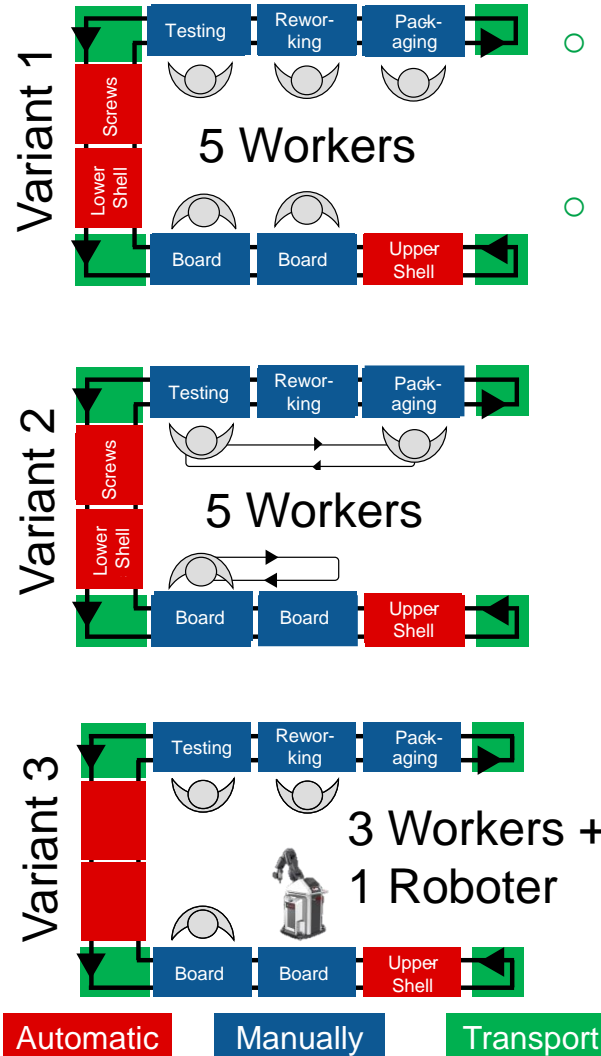 Variant 1
Testing
Rewor-
king
Pack-
aging
Screws
Lower
Shell
5 Workers
Board
Board
Upper
Shell
Variant 2
Testing
Rewor-
king
Pack-
aging
Screws
Lower
Shell
5 Workers
Board
Board
Upper
Shell
Variant 3
Testing
Rewor-
king
Pack-
aging
3 Workers +
1 Roboter
Board
Board
Upper
Shell
Automatic
Manually
Transport